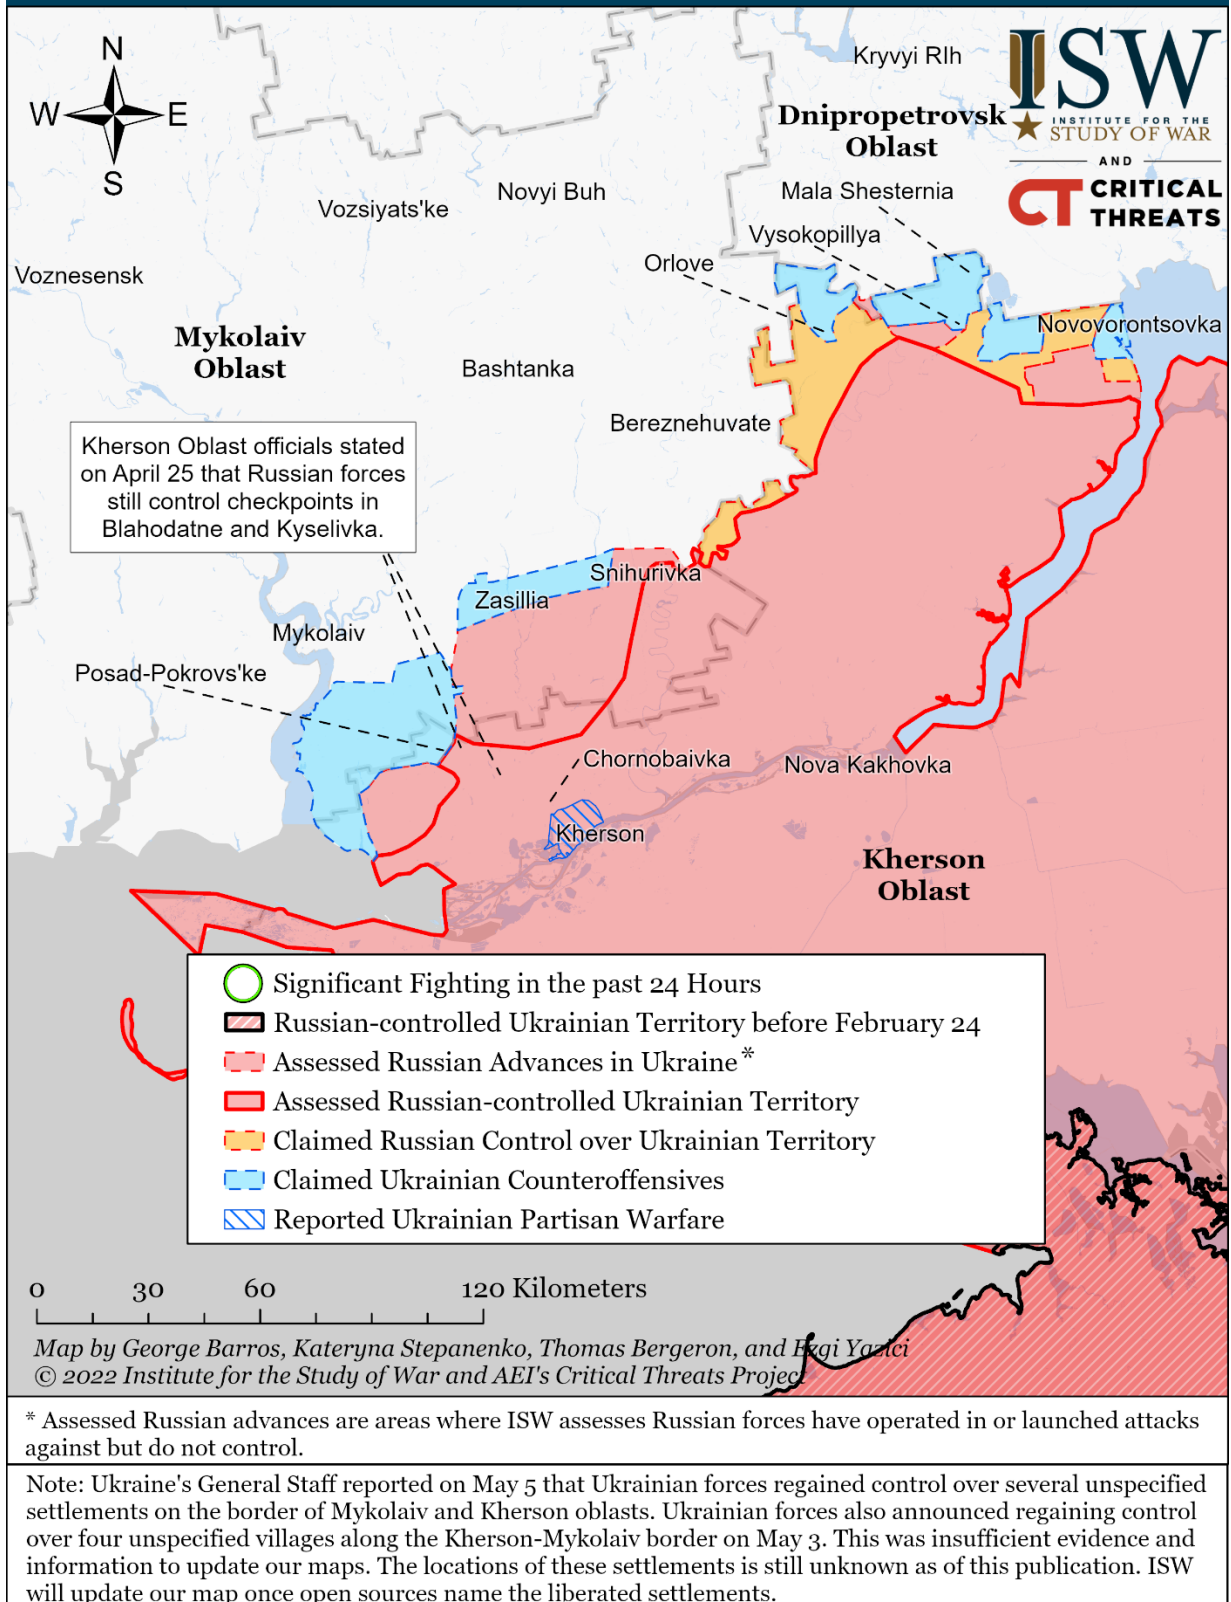 N
W E
S
Kryvyi RIh
ISW
INSTITUTE FOR THE
STUDY OF WAR
AND
CT CRITICAL
THREATS
Dnipropetrovsk
Oblast
Mala Shesternia
Novyi Buh
Vozsiyats'ke
Vysokopillya
Orlove
Voznesensk
Mykolaiv
Oblast
Novovorontsovka
Bashtanka
Bereznehuvate
Kherson Oblast officials stated
on April 25 that Russian forces
still control checkpoints in
Blahodatne and Kyselivka.
Snihurivka
Zasillia
Mykolaiv
Posad-Pokrovs'ke
Chornobaivka
Nova Kakhovka
Kherson
Kherson
Oblast
Significant Fighting in the past 24 Hours
Russian-controlled Ukrainian Territory before February 24
Assessed Russian Advances in Ukraine*
Assessed Russian-controlled Ukrainian Territory
Claimed Russian Control over Ukrainian Territory
Claimed Ukrainian Counteroffensives
Reported Ukrainian Partisan Warfare
0 30 60 120 Kilometers
Map by George Barros, Kateryna Stepanenko, Thomas Bergeron, and Ezgi Yazici
© 2022 Institute for the Study of War and AEI's Critical Threats Project
* Assessed Russian advances are areas where ISW assesses Russian forces have operated in or launched attacks
against but do not control.
Note: Ukraine's General Staff reported on May 5 that Ukrainian forces regained control over several unspecified
settlements on the border of Mykolaiv and Kherson oblasts. Ukrainian forces also announced regaining control
over four unspecified villages along the Kherson-Mykolaiv border on May 3. This was insufficient evidence and
information to update our maps. The locations of these settlements is still unknown as of this publication. ISW
will update our map once open sources name the liberated settlements.